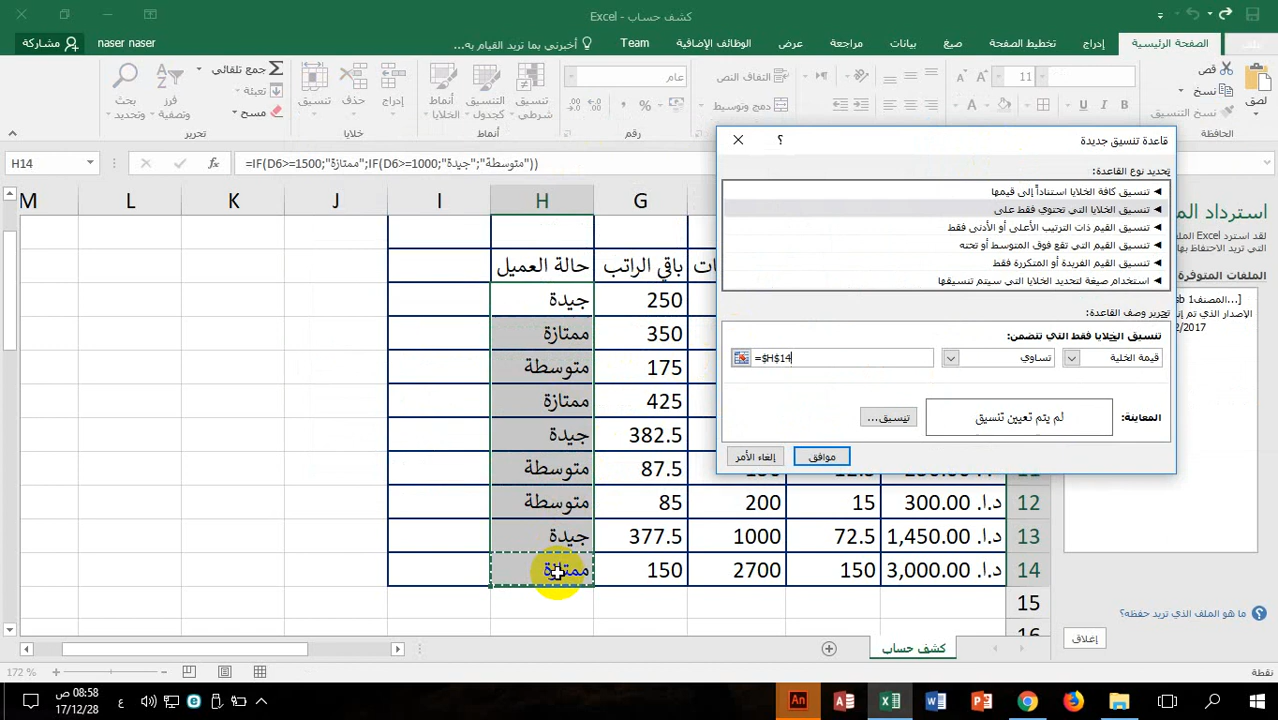 كشف حساب - Excel
ملف
الصفحة الرئيسية
إدراج
تخطيط الصفحة
صيغ
بيانات
مراجعة
عرض
الوظائف الإضافية
Team
أخبرني بما تريد القيام به...
naser naser
مشاركة
لصق
قص
نسخ
نسخ التنسيق
الحافظة
11
التفاف النص
دمج وتوسيط
عام
رقم
تنسيق شرطي
التنسيق
أنماط
أنماط
إدراج
حذف
تنسيق
خلايا
جمع تلقائي
تعبئة
مسح
فرز
بحث وتحديد
تحرير
H14
=IF(D6>=1500;"ممتازة";IF(D6>=1000;"جيدة";"متوسطة"))
M L K J I H G
حالة العميل باقي الراتب
جيدة 250
ممتازة 350
متوسطة 175
ممتازة 425
جيدة 382.5
متوسطة 87.5
متوسطة 85 200 15 300.00 د.ا. 12
جيدة 377.5 1000 72.5 1,450.00 د.ا. 13
ممتازة 150 2700 150 3,000.00 د.ا. 14
15
16
قاعدة تنسيق جديدة
تحديد نوع القاعدة:
تنسيق كافة الخلايا استناداً إلى قيمها
تنسيق الخلايا التي تحتوي فقط على
تنسيق القيم ذات الترتيب الأعلى أو الأدنى فقط
تنسيق القيم التي تقع فوق المتوسط أو تحته
تنسيق القيم الفريدة أو المتكررة فقط
استخدام صيغة لتحديد الخلايا التي سيتم تنسيقها
تحرير وصف القاعدة:
تنسيق الخلايا فقط التي تتضمن:
قيمة الخلية
تساوي
=$H$14
المعاينة:
لم يتم تعيين تنسيق
تنسيق...
موافق
إلغاء الأمر
استرداد
لقد استرد Excel
الملفات المتوفرة
ما هو الملف الذي تريد حفظه؟
إغلاق
كشف حساب
نقطة
172 %
08:58 ص
17/12/28
ع